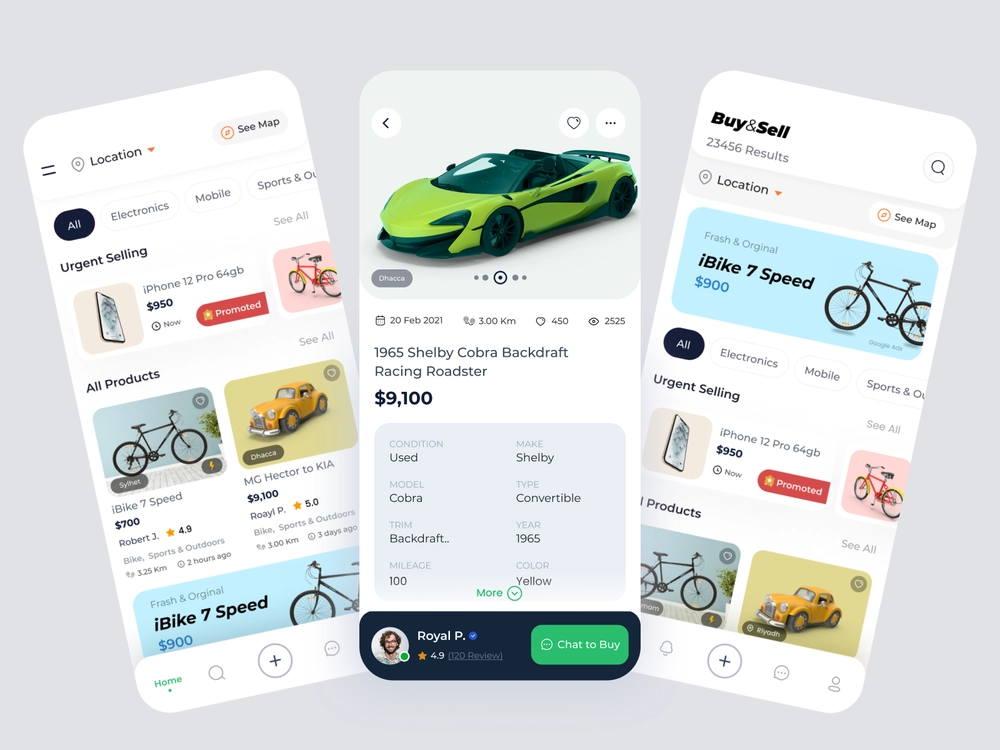 See Map
Location
All
Electronics
Mobile
Sports & Ou
See All
Urgent Selling
iPhone 12 Pro 64gb
$950
Now
Promoted
See All
All Products
Sylhet
Dhacca
iBike 7 Speed
$700
Robert J. 4.9
Bike, Sports & Outdoors
3.25 Km 2 hours ago
MG Hector to KIA
$9,100
Roayl P. 5.0
Bike, Sports & Outdoors
3.00 Km 3 days ago
Frash & Orginal
iBike 7 Speed
$900
Home
Dhacca
20 Feb 2021 3.00 Km 450 2525
1965 Shelby Cobra Backdraft
Racing Roadster
$9,100
CONDITION MAKE
Used Shelby
MODEL TYPE
Cobra Convertible
TRIM YEAR
Backdraft.. 1965
MILEAGE COLOR
100 Yellow
More
Royal P.
4.9 (120 Review)
Chat to Buy
Buy&Sell
23456 Results
Location
See Map
Frash & Orginal
iBike 7 Speed
$900
Google Ads
All
Electronics
Mobile
Sports & Ou
Urgent Selling
See All
iPhone 12 Pro 64gb
$950
Now
Promoted
Products
See All
Riyadh